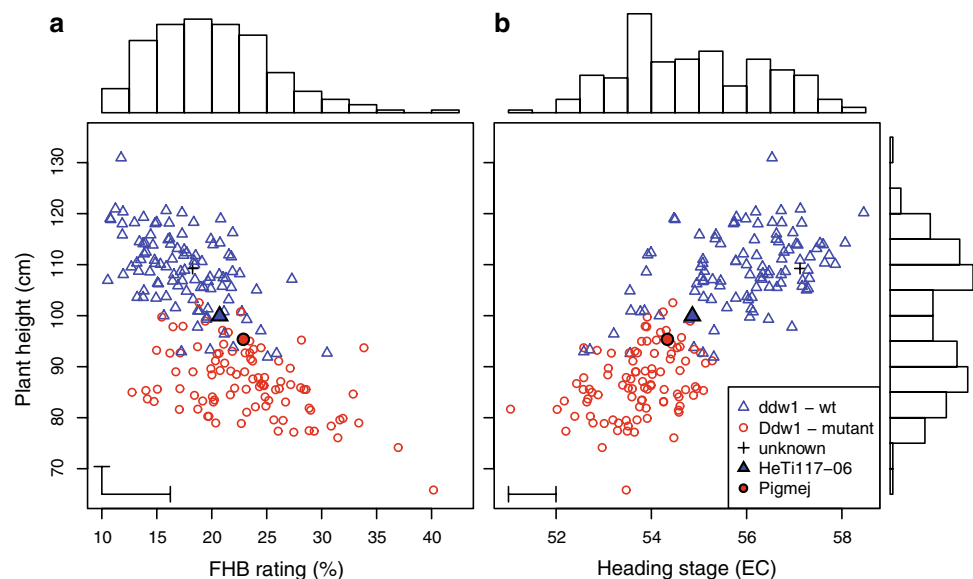 a
b
Plant height (cm)
130
120
110
100
90
80
70
10 15 20 25 30 35 40
FHB rating (%)
52 54 56 58
Heading stage (EC)
ddw1 − wt
Ddw1 − mutant
unknown
HeTi117−06
Pigmej